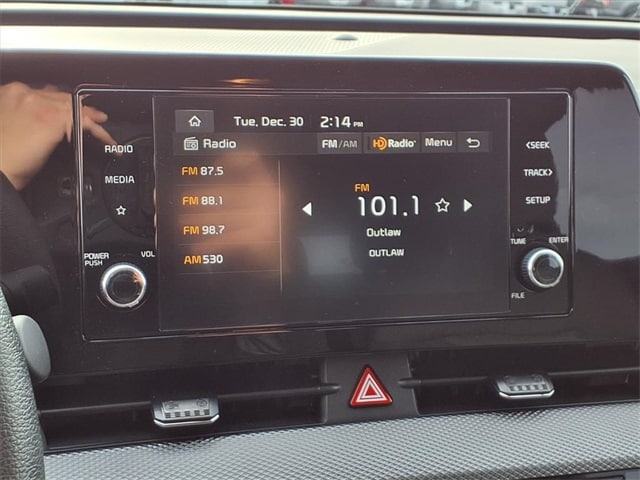 Tue, Dec. 30 2:14 PM
Radio FM/AM HD Radio Menu
RADIO
MEDIA
POWER PUSH VOL
FM 87.5
FM 88.1
FM 98.7
AM 530
FM
101.1
Outlaw
OUTLAW
<SEEK
TRACK>
SETUP
TUNE ENTER
FILE